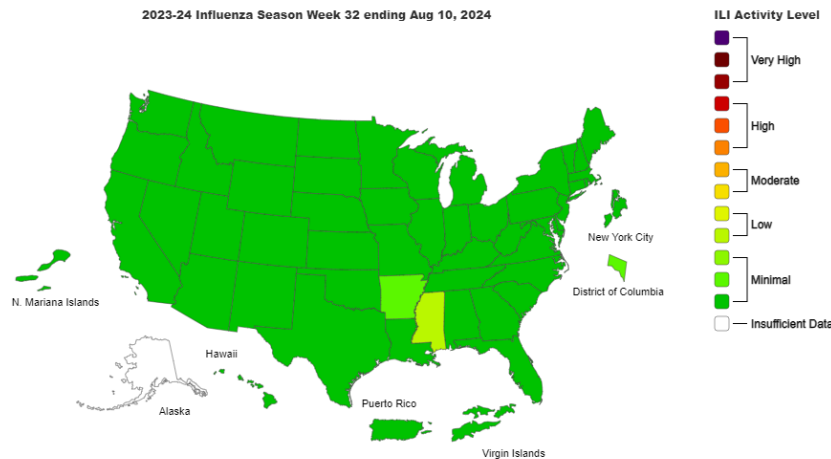 2023-24 Influenza Season Week 32 ending Aug 10, 2024
ILI Activity Level
Very High
High
Moderate
Low
Minimal
Insufficient Data
New York City
District of Columbia
N. Mariana Islands
Hawaii
Alaska
Puerto Rico
Virgin Islands